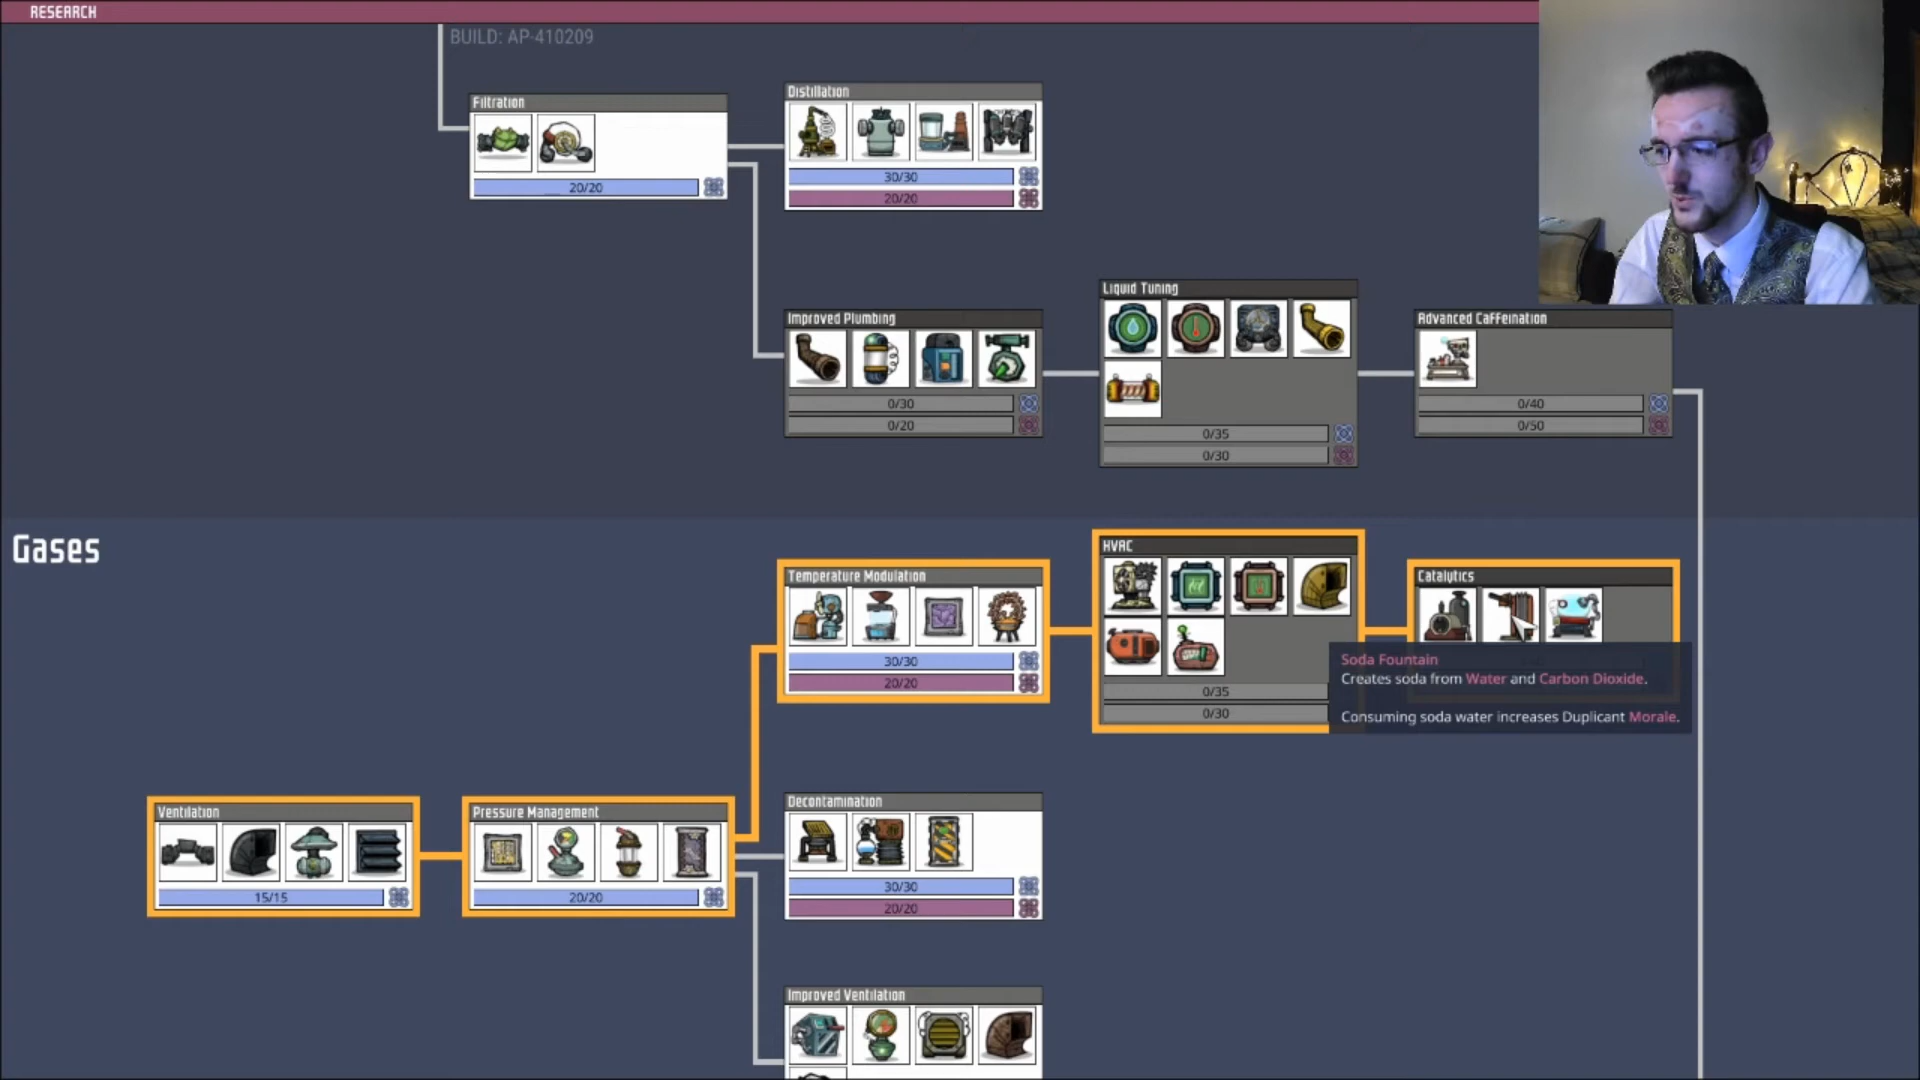 RESEARCH
BUILD: AP-410209
Filtration
20/20
Distillation
30/30
20/20
Improved Plumbing
0/30
0/20
Liquid Tuning
0/35
0/30
Advanced Caffeination
0/40
0/50
Gases
Temperature Modulation
30/30
20/20
HVAC
0/35
0/30
Catalytics
Soda Fountain
Creates soda from Water and Carbon Dioxide.
Consuming soda water increases Duplicant Morale.
Ventilation
15/15
Pressure Management
20/20
Decontamination
30/30
20/20
Improved Ventilation